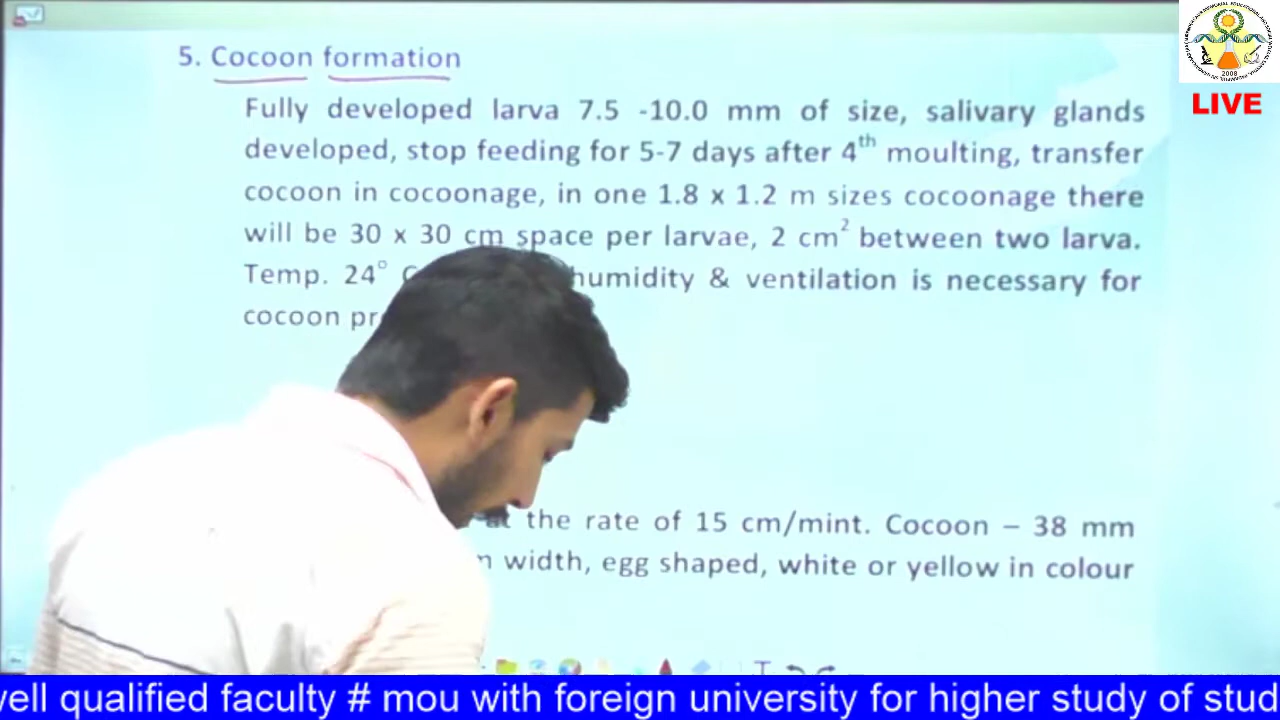 5. Cocoon formation
LIVE
Fully developed larva 7.5 -10.0 mm of size, salivary glands
developed, stop feeding for 5-7 days after 4th moulting, transfer
cocoon in cocoonage, in one 1.8 x 1.2 m sizes cocoonage there
will be 30 x 30 cm space per larvae, 2 cm2 between two larva.
Temp. 24° humidity & ventilation is necessary for
cocoon
the rate of 15 cm/mint. Cocoon – 38 mm
width, egg shaped, white or yellow in colour
qualified faculty # mou with foreign university for higher study of stud